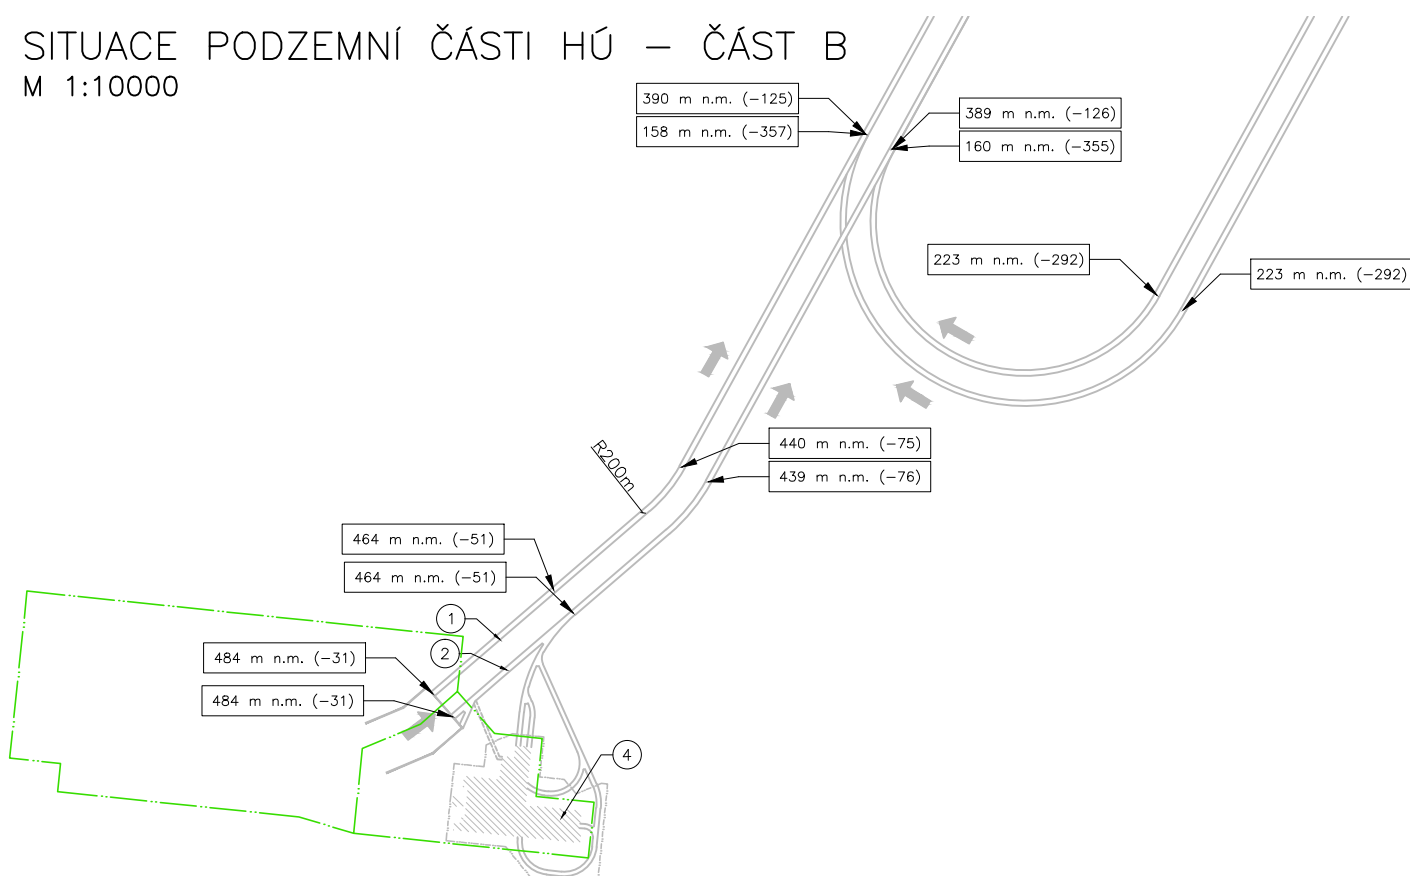 SITUACE PODZEMNÍ ČÁSTI HÚ – ČÁST B
M 1:10000
390 m n.m. (−125)
158 m n.m. (−357)
389 m n.m. (−126)
160 m n.m. (−355)
223 m n.m. (−292)
223 m n.m. (−292)
440 m n.m. (−75)
439 m n.m. (−76)
R200m
464 m n.m. (−51)
464 m n.m. (−51)
1
2
484 m n.m. (−31)
484 m n.m. (−31)
4